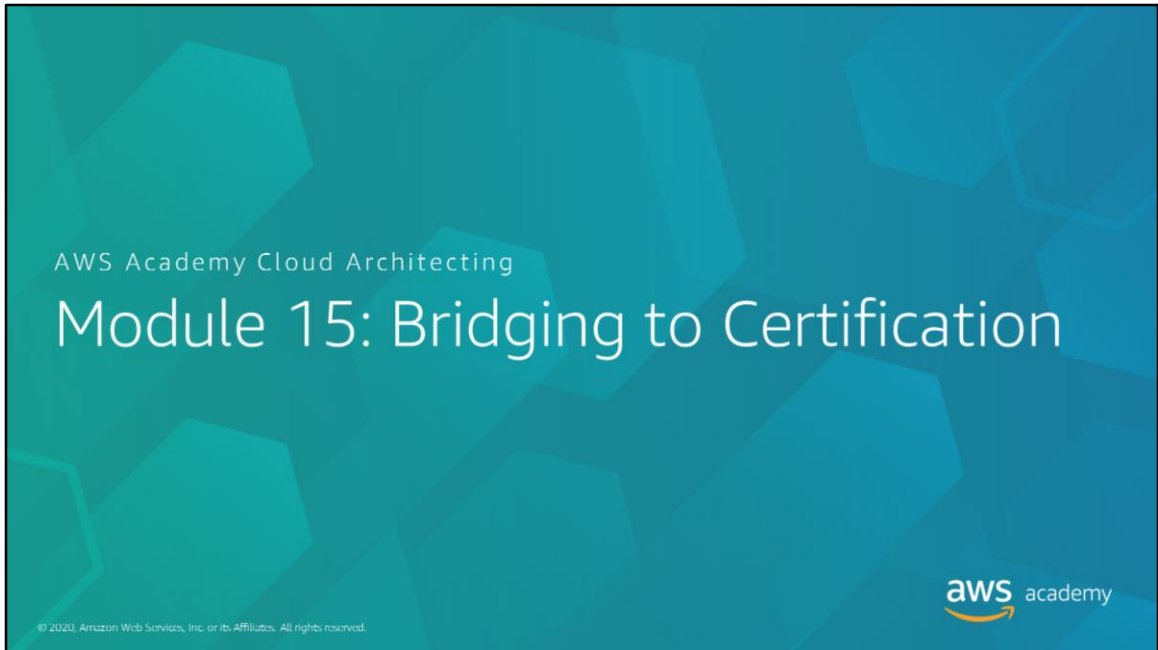 AWS Academy Cloud Architecting
Module 15: Bridging to Certification
aws academy
© 2020, Amazon Web Services, Inc. or its Affiliates. All rights reserved.